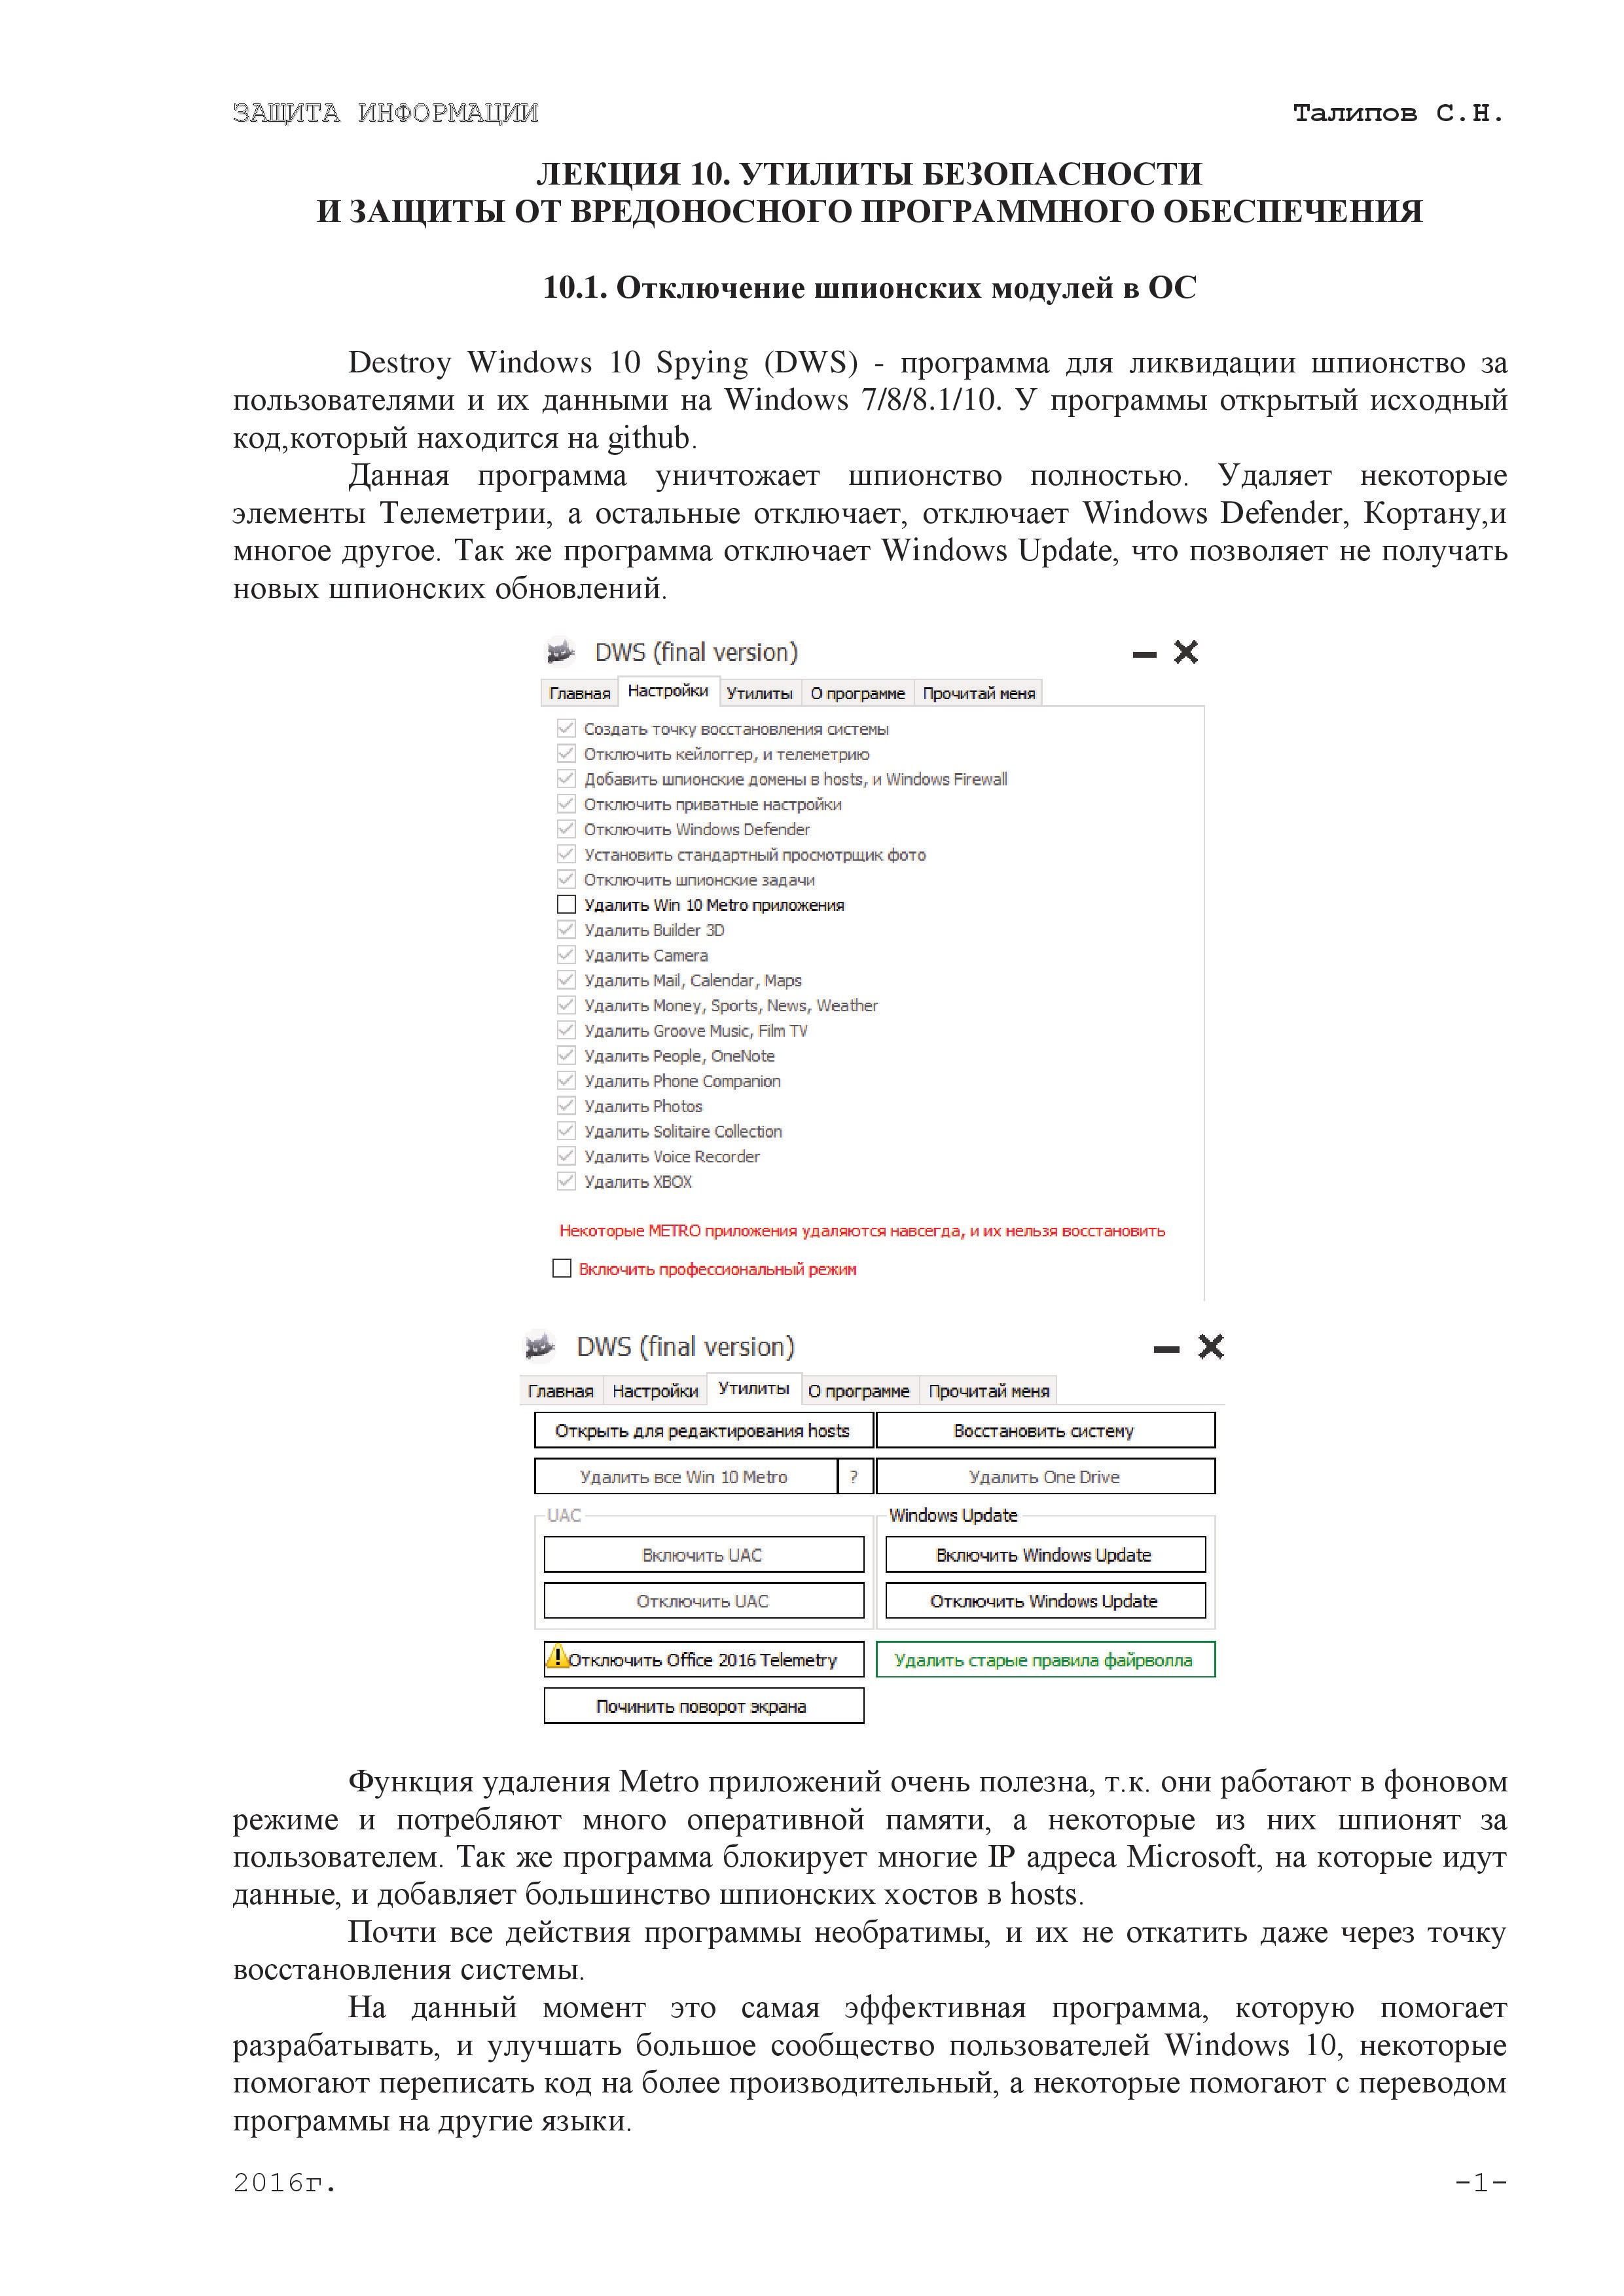 ЗАЩИТА ИНФОРМАЦИИ Талипов С.Н.
ЛЕКЦИЯ 10. УТИЛИТЫ БЕЗОПАСНОСТИ
И ЗАЩИТЫ ОТ ВРЕДОНОСНОГО ПРОГРАММНОГО ОБЕСПЕЧЕНИЯ
10.1. Отключение шпионских модулей в ОС
Destroy Windows 10 Spying (DWS) - программа для ликвидации шпионство за
пользователями и их данными на Windows 7/8/8.1/10. У программы открытый исходный
код,который находится на github.
Данная программа уничтожает шпионство полностью. Удаляет некоторые
элементы Телеметрии, а остальные отключает, отключает Windows Defender, Кортану,и
многое другое. Так же программа отключает Windows Update, что позволяет не получать
новых шпионских обновлений.
DWS (final version)
Главная Настройки Утилиты О программе Прочитай меня
Создать точку восстановления системы
Отключить кейлоггер, и телеметрию
Добавить шпионские домены в hosts, и Windows Firewall
Отключить приватные настройки
Отключить Windows Defender
Установить стандартный просмотрщик фото
Отключить шпионские задачи
Удалить Win 10 Metro приложения
Удалить Builder 3D
Удалить Camera
Удалить Mail, Calendar, Maps
Удалить Money, Sports, News, Weather
Удалить Groove Music, Film TV
Удалить People, OneNote
Удалить Phone Companion
Удалить Photos
Удалить Solitaire Collection
Удалить Voice Recorder
Удалить XBOX
Некоторые METRO приложения удаляются навсегда, и их нельзя восстановить
Включить профессиональный режим
DWS (final version)
Главная Настройки Утилиты О программе Прочитай меня
Открыть для редактирования hosts Восстановить систему
Удалить все Win 10 Metro ? Удалить One Drive
UAC Windows Update
Включить UAC Включить Windows Update
Отключить UAC Отключить Windows Update
Отключить Office 2016 Telemetry Удалить старые правила файрволла
Починить поворот экрана
Функция удаления Metro приложений очень полезна, т.к. они работают в фоновом
режиме и потребляют много оперативной памяти, а некоторые из них шпионят за
пользователем. Так же программа блокирует многие IP адреса Microsoft, на которые идут
данные, и добавляет большинство шпионских хостов в hosts.
Почти все действия программы необратимы, и их не откатить даже через точку
восстановления системы.
На данный момент это самая эффективная программа, которую помогает
разрабатывать, и улучшать большое сообщество пользователей Windows 10, некоторые
помогают переписать код на более производительный, а некоторые помогают с переводом
программы на другие языки.
2016г. -1-